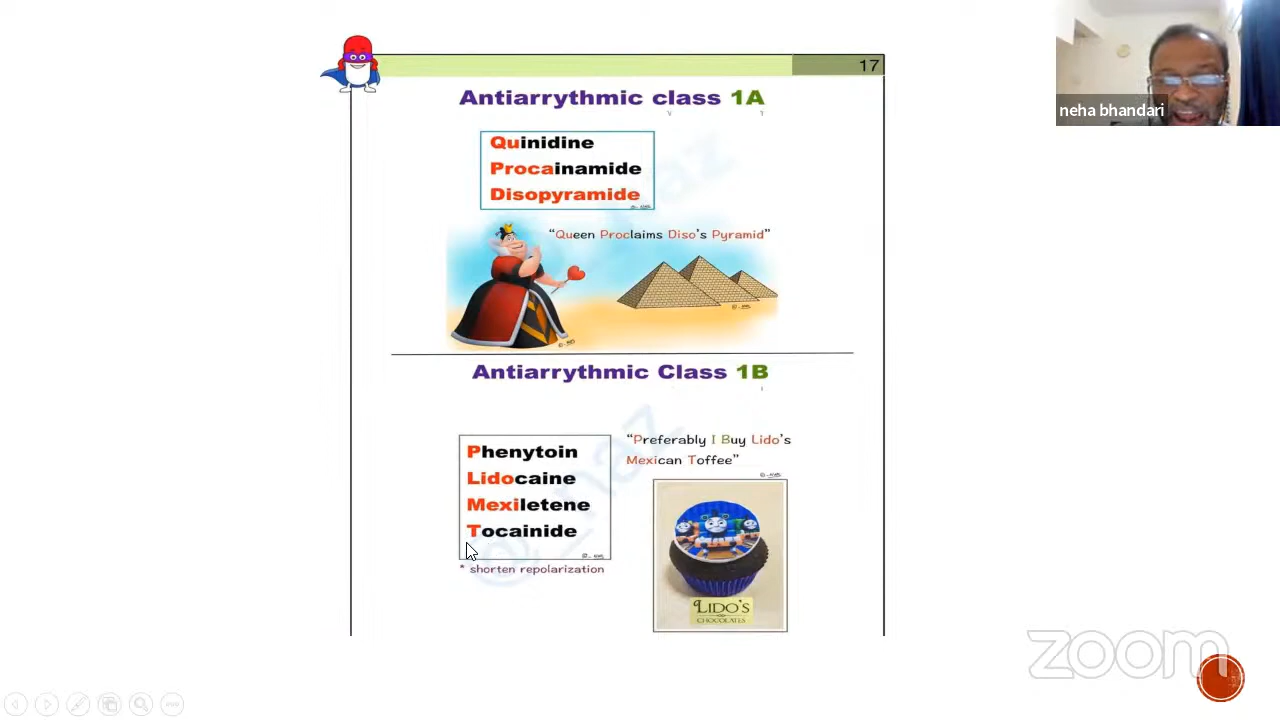 17
Antiarrythmic class 1A
Quinidine
Procainamide
Disopyramide
"Queen Proclaims Diso's Pyramid"
Antiarrythmic Class 1B
Phenytoin
Lidocaine
Mexiletene
Tocainide
* shorten repolarization
"Preferably I Buy Lido's
Mexican Toffee"
LIDO'S
CHOCOLATES
neha bhandari
zoom